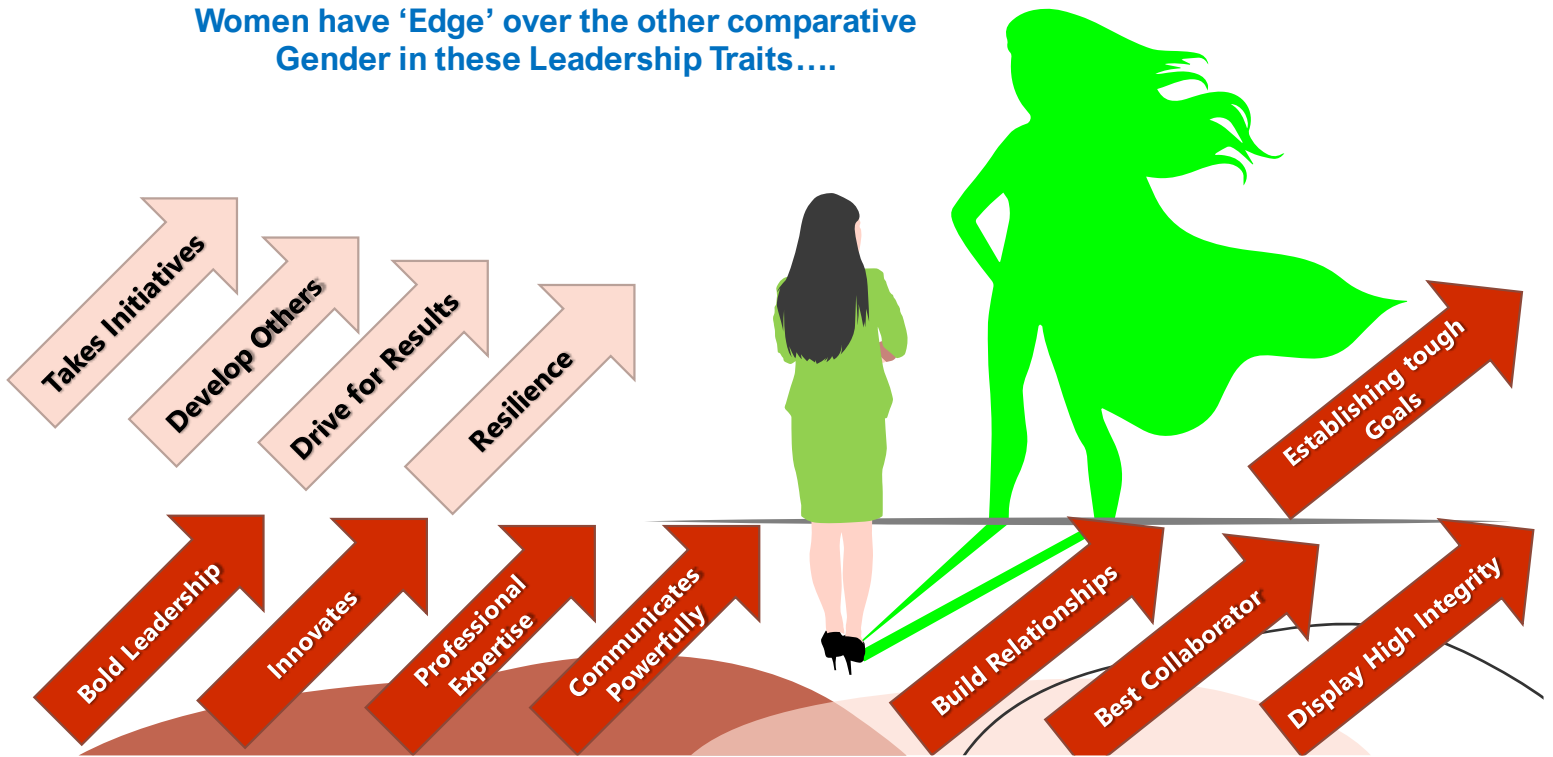 Women have ‘Edge’ over the other comparative
Gender in these Leadership Traits….
Takes Initiatives
Develop Others
Drive for Results
Resilience
Establishing tough
Goals
Bold Leadership
Innovates
Professional
Expertise
Communicates
Powerfully
Build Relationships
Best Collaborator
Display High Integrity